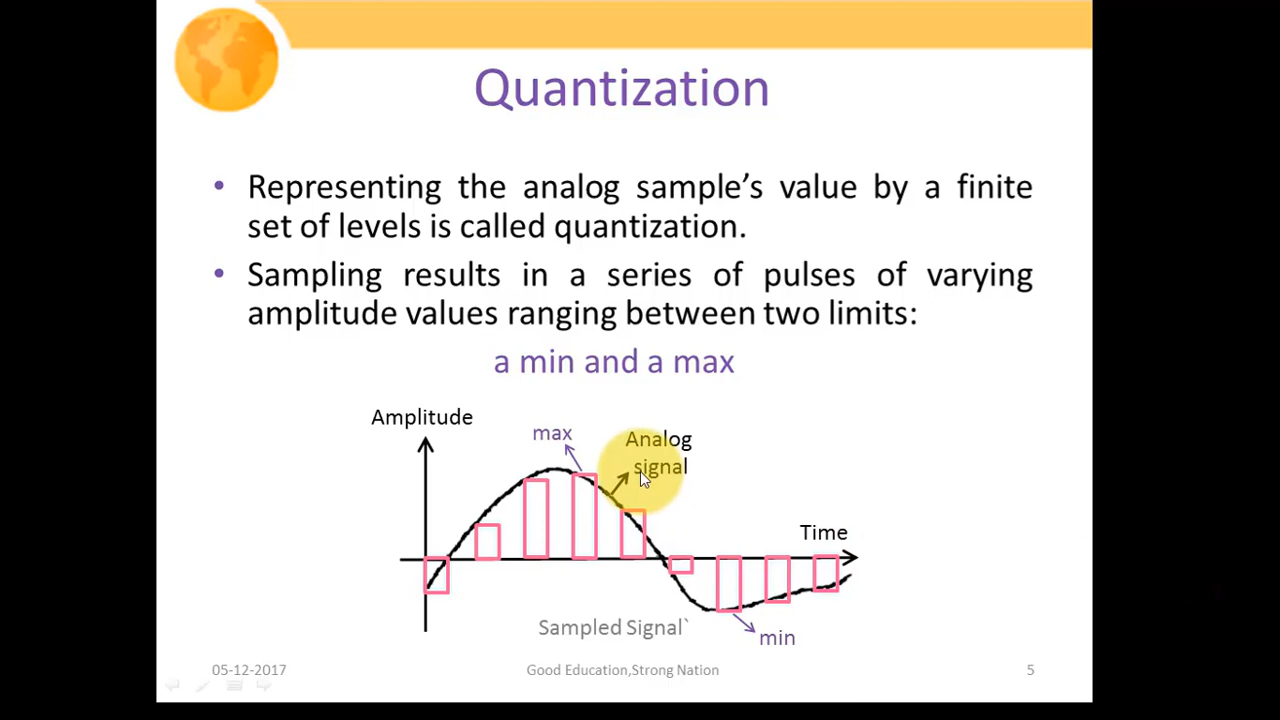 Quantization
• Representing the analog sample's value by a finite
set of levels is called quantization.
• Sampling results in a series of pulses of varying
amplitude values ranging between two limits:
a min and a max
Amplitude
max
Analog
signal
Time
Sampled Signal`
min
05-12-2017
Good Education,Strong Nation
5